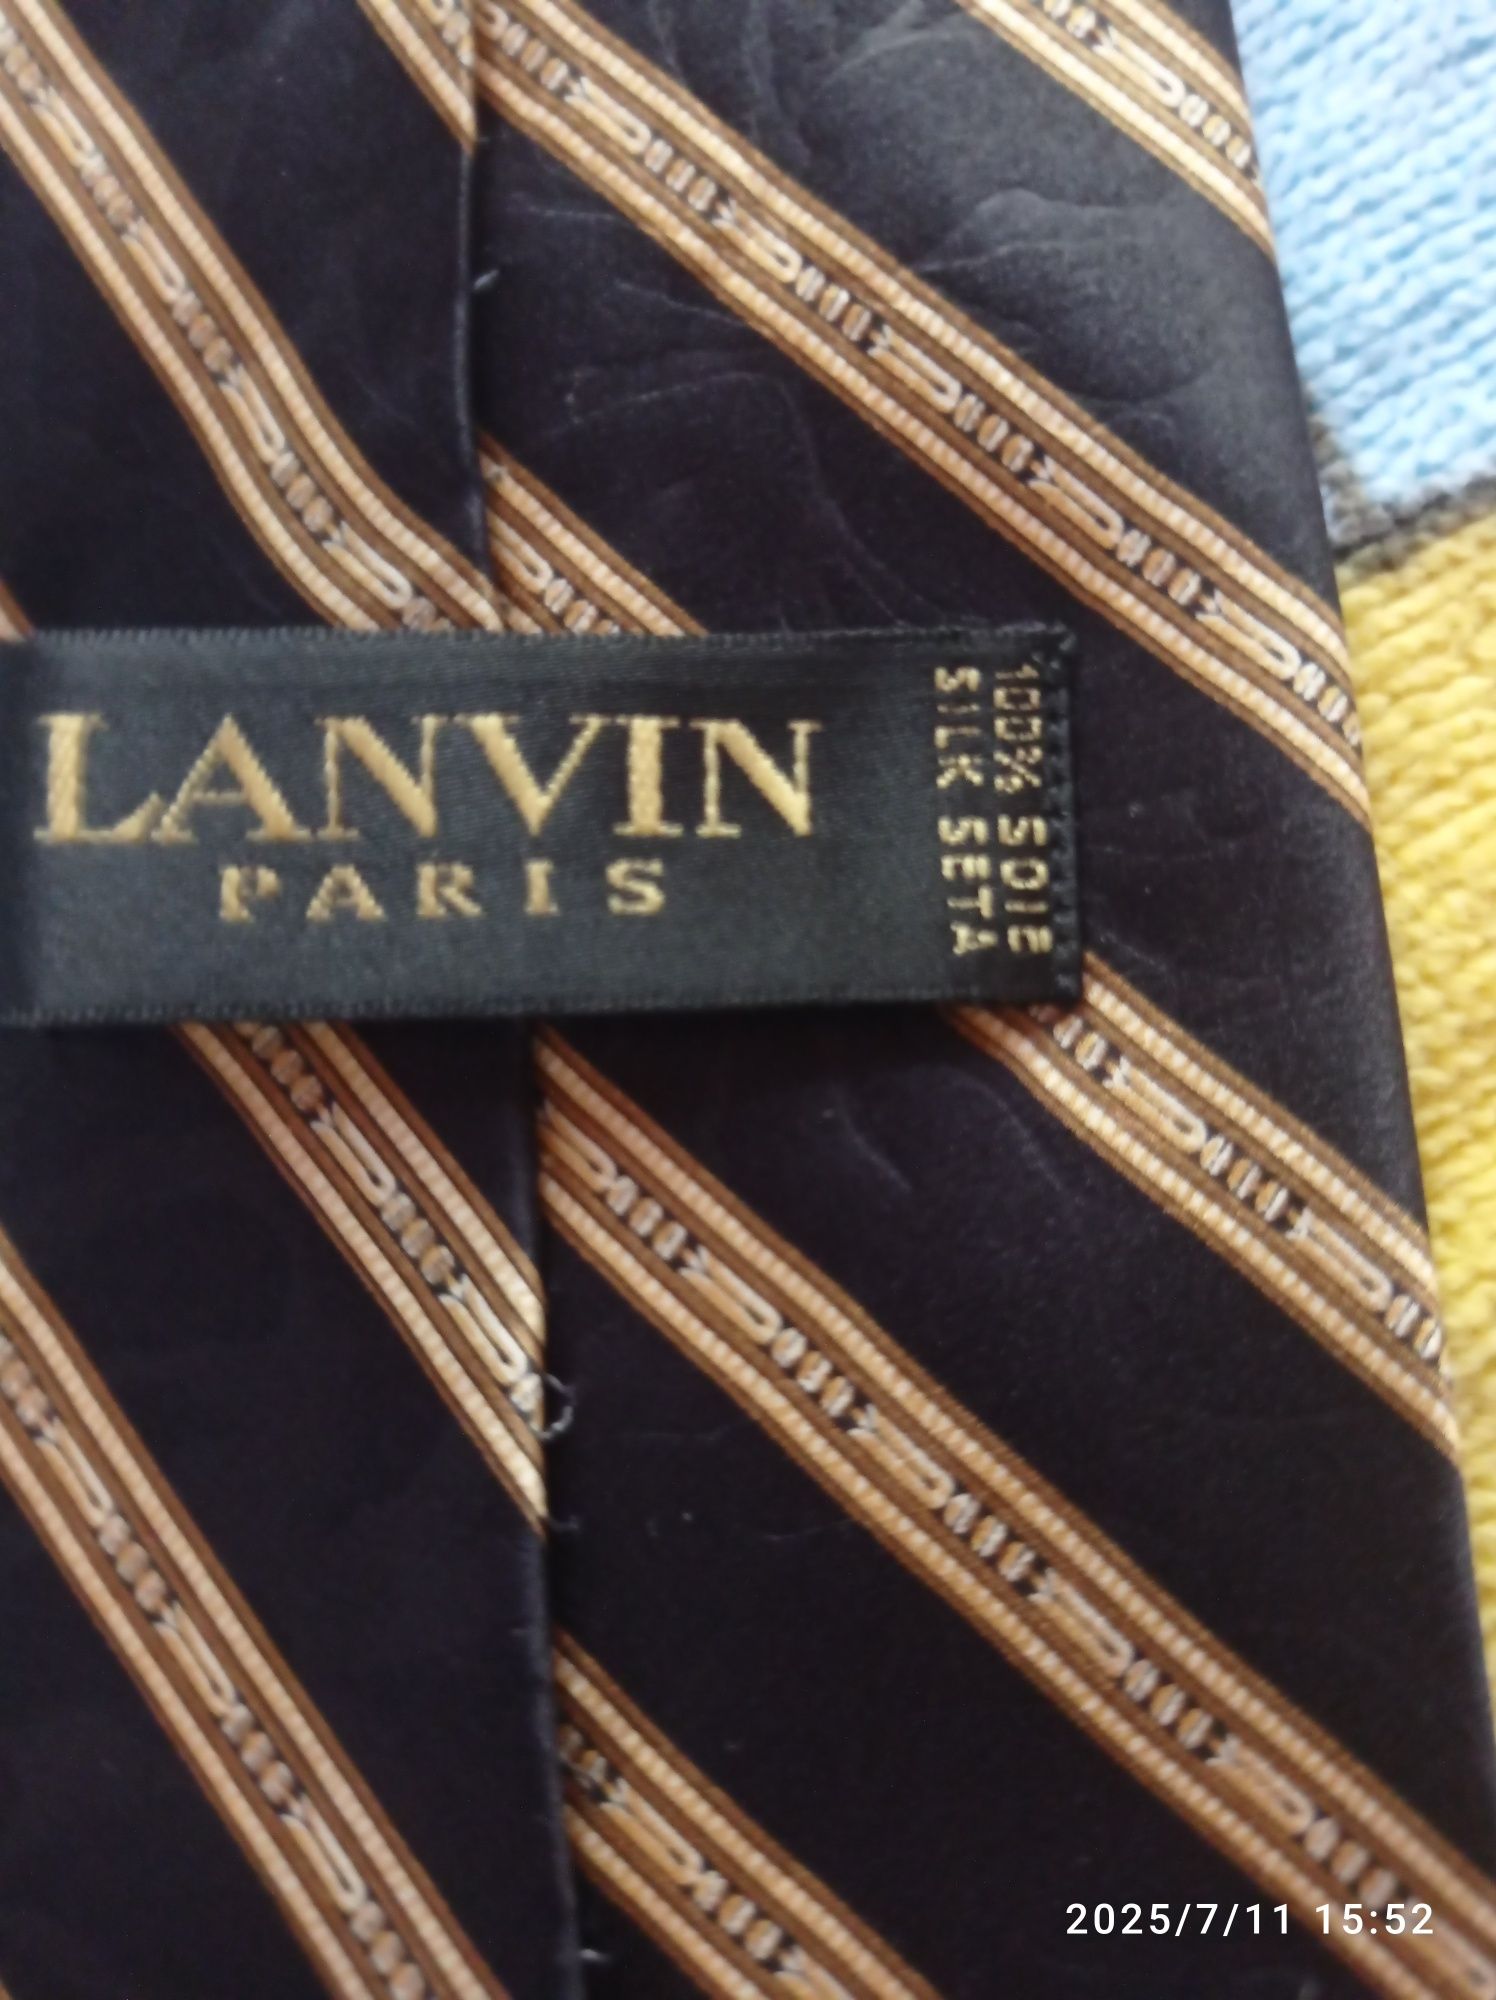 LANVIN
PARIS
100% SOIE
SILK SETA
2025/7/11 15:52